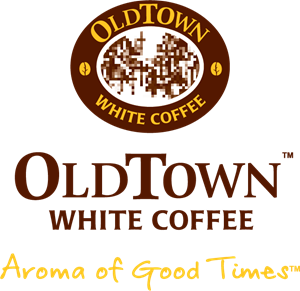 OLDTOWN
WHITE COFFEE
OLDTOWN™
WHITE COFFEE
Aroma of Good Times™